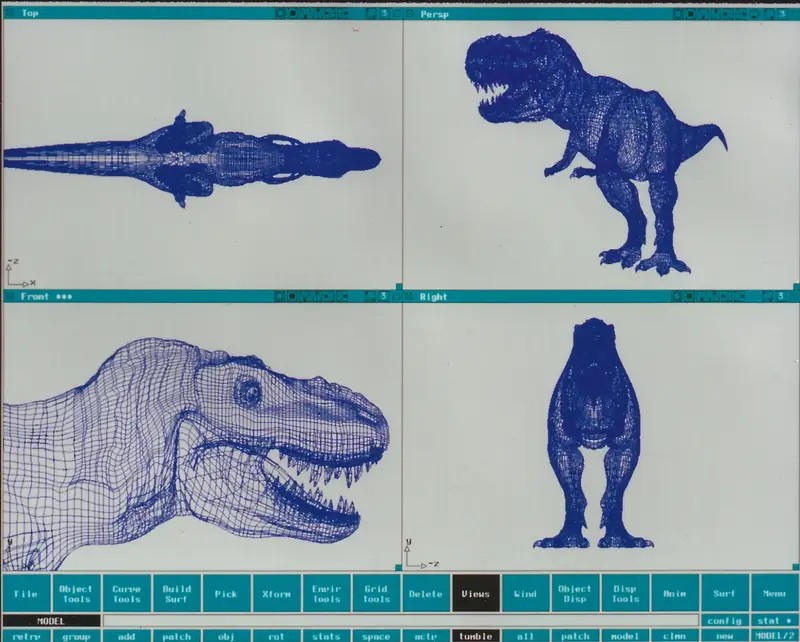 Top 3
Persp 3
-z
x
Front ●●● 3
Right 3
y
y
-z
File Object Tools Curve Tools Build Surf Pick Xform Envir Tools Grid Tools Delete Views Wind Object Disp Disp Tools Anim Surf Menu
MODEL config stat
retry group add patch obj rot stats space actv tumble all patch model clmn new MODEL/2